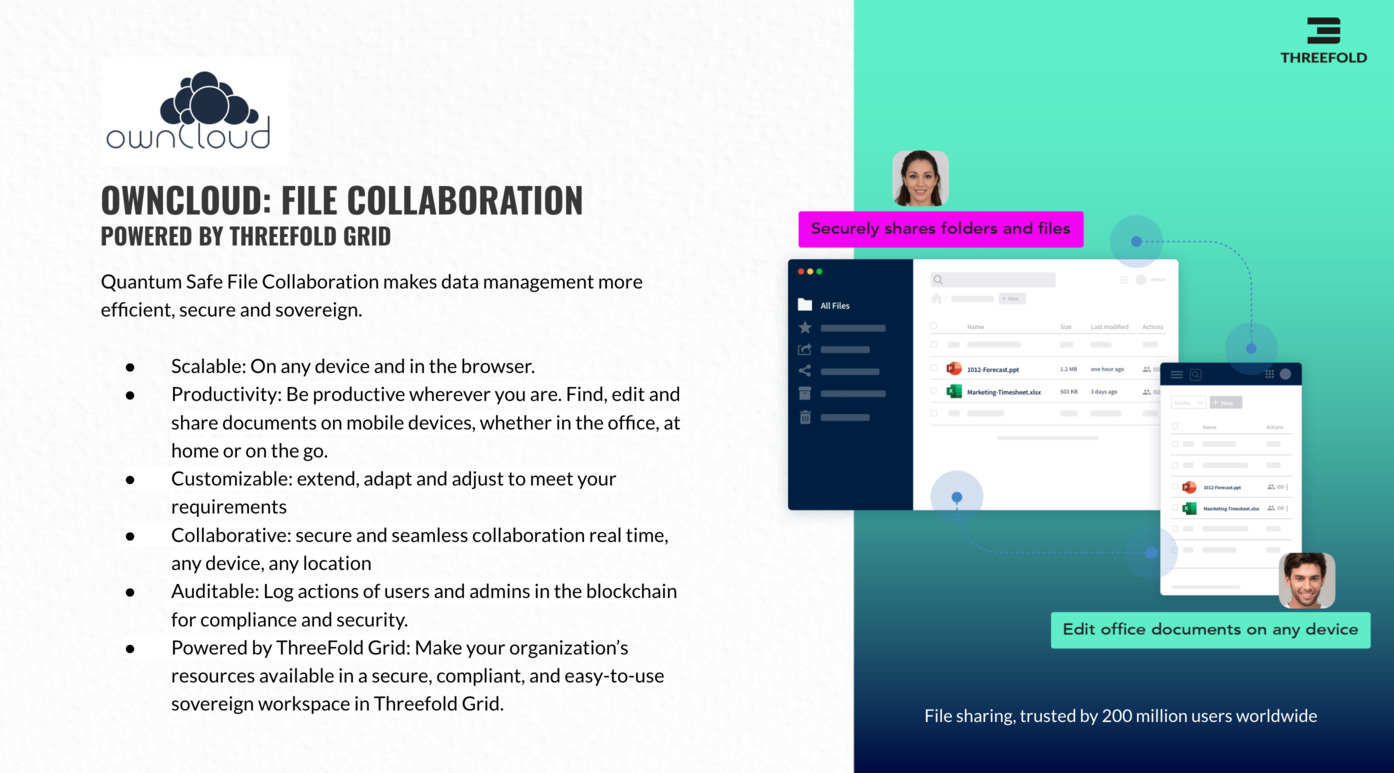 ownCloud
OWNCLOUD: FILE COLLABORATION
POWERED BY THREEFOLD GRID
Quantum Safe File Collaboration makes data management more
efficient, secure and sovereign.
● Scalable: On any device and in the browser.
● Productivity: Be productive wherever you are. Find, edit and
share documents on mobile devices, whether in the office, at
home or on the go.
● Customizable: extend, adapt and adjust to meet your
requirements
● Collaborative: secure and seamless collaboration real time,
any device, any location
● Auditable: Log actions of users and admins in the blockchain
for compliance and security.
● Powered by ThreeFold Grid: Make your organization’s
resources available in a secure, compliant, and easy-to-use
sovereign workspace in Threefold Grid.
THREEFOLD
Securely shares folders and files
All Files
+ New
Name Size Last modified Actions
1012-Forecast.ppt 1.2 MB one hour ago
Marketing-Timesheet.xlsx 503 KB 3 days ago
Home + New
Name Actions
1012-Forecast.ppt
Maarketing-Timesheet.xlsx
Edit office documents on any device
File sharing, trusted by 200 million users worldwide